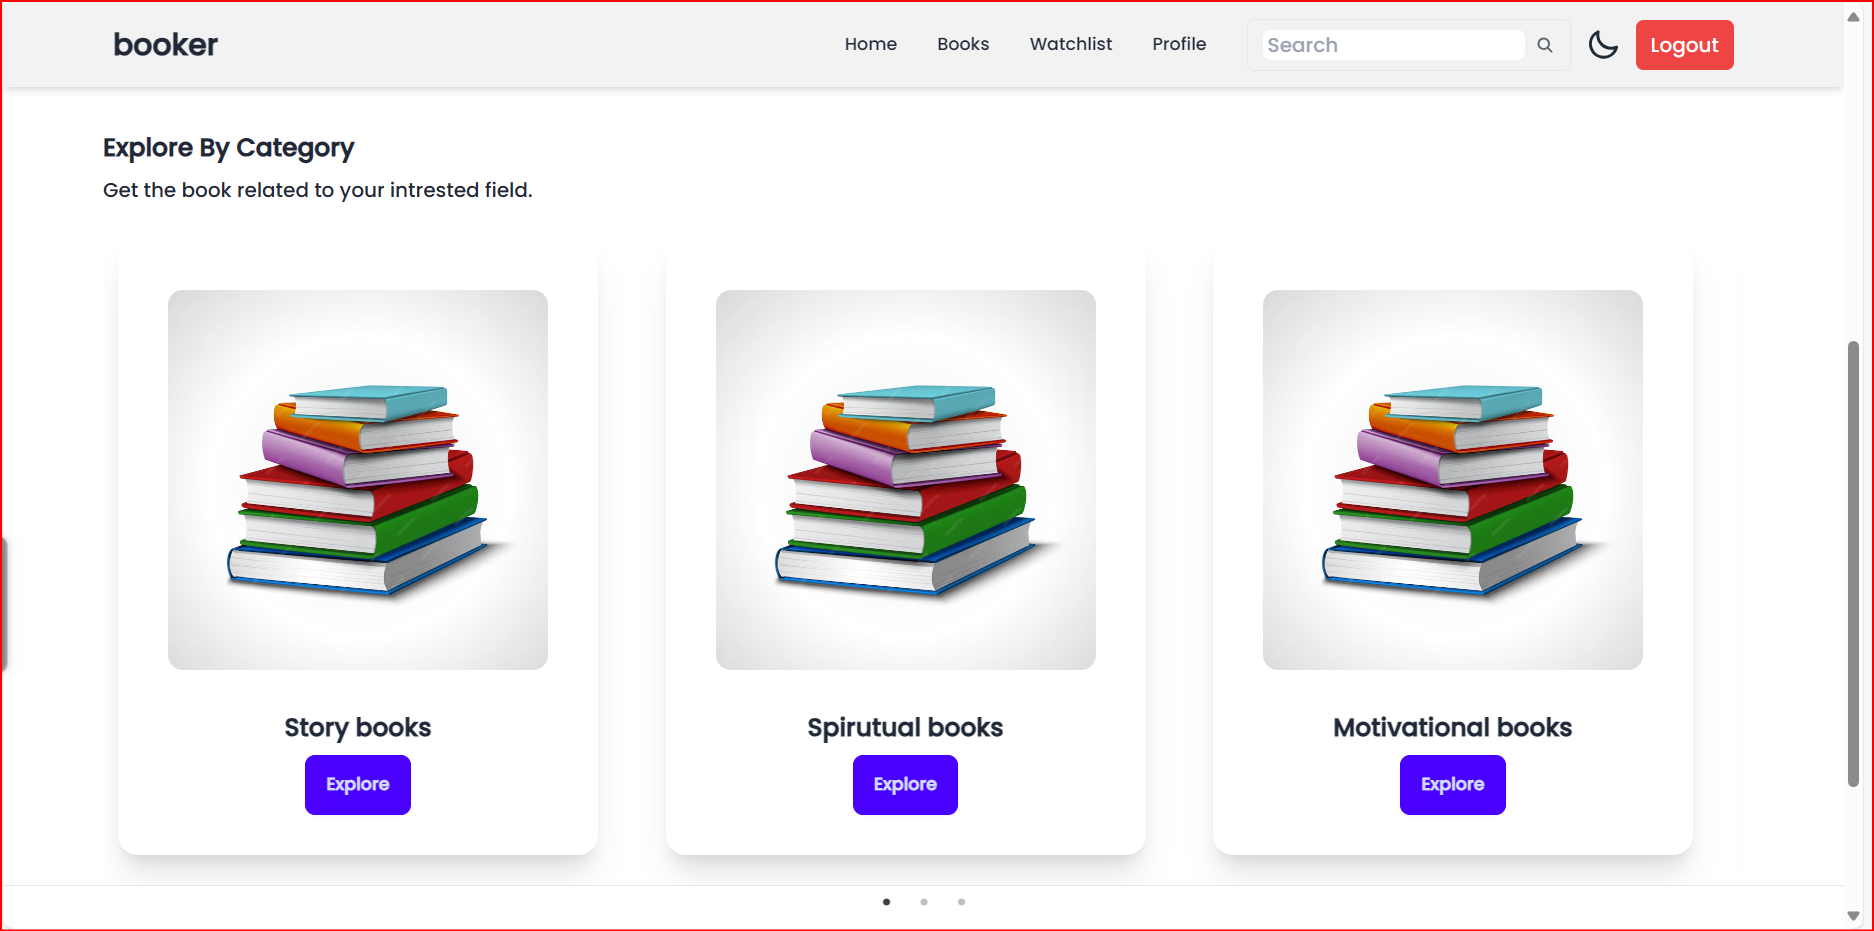 booker
Home Books Watchlist Profile Search Logout
Explore By Category
Get the book related to your intrested field.
Story books Spirutual books Motivational books
Explore Explore Explore